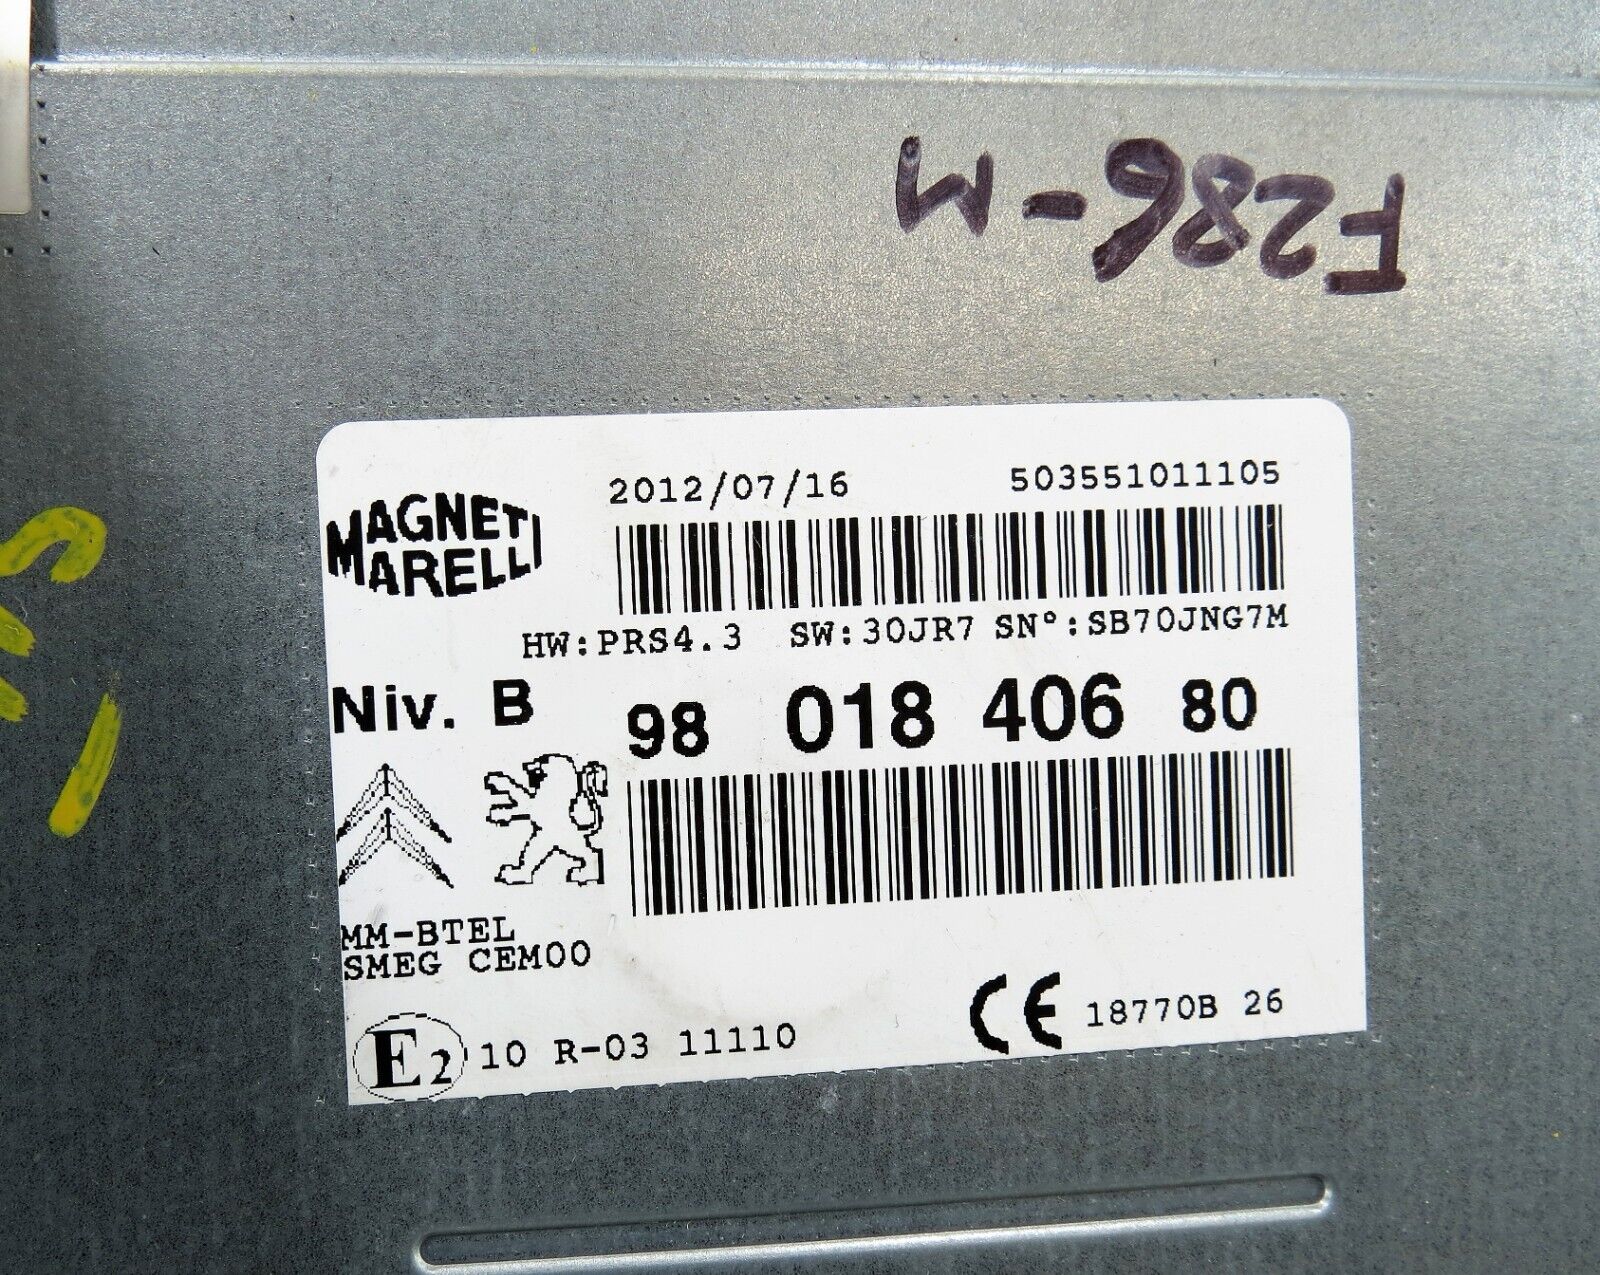 F286-M
2012/07/16 503551011105
MAGNETI
MARELLI
HW:PRS4.3 SW:30JR7 SN°:SB70JNG7M
Niv. B 98 018 406 80
MM-BTEL
SMEG CEM00
E2 10 R-03 11110 CE 18770B 26